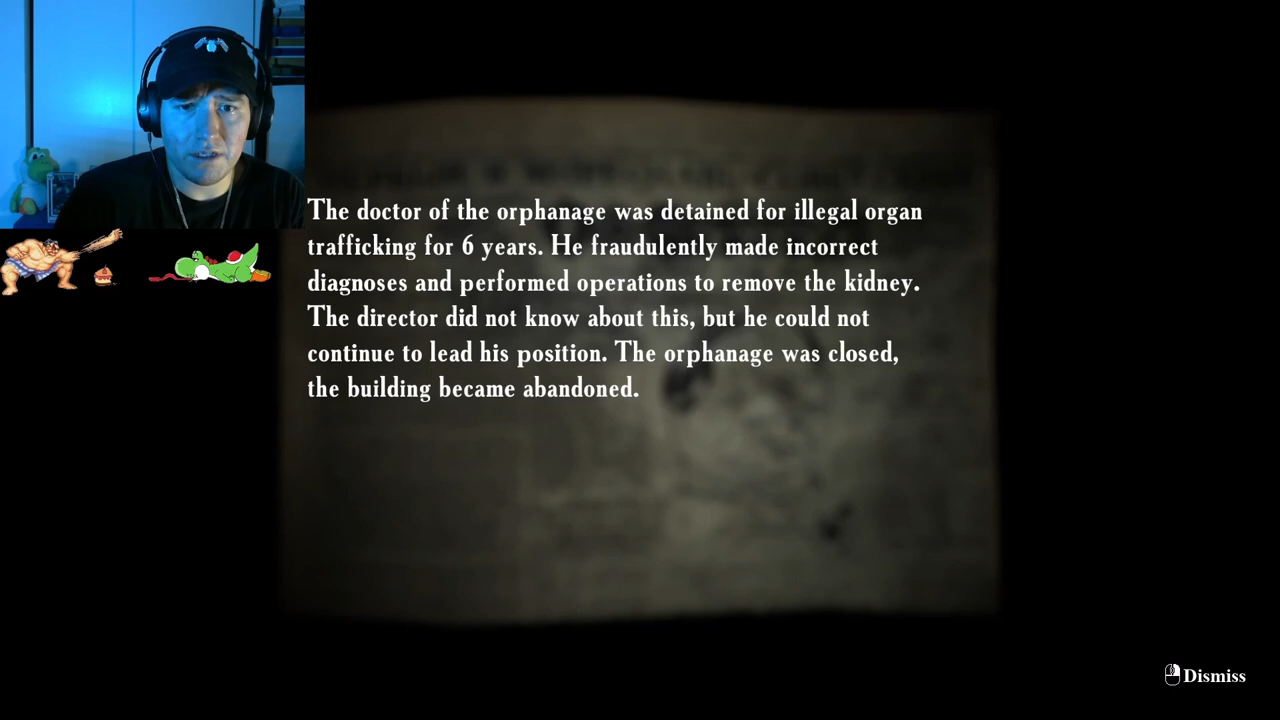 The doctor of the orphanage was detained for illegal organ
trafficking for 6 years. He fraudulently made incorrect
diagnoses and performed operations to remove the kidney.
The director did not know about this, but he could not
continue to lead his position. The orphanage was closed,
the building became abandoned.
Dismiss